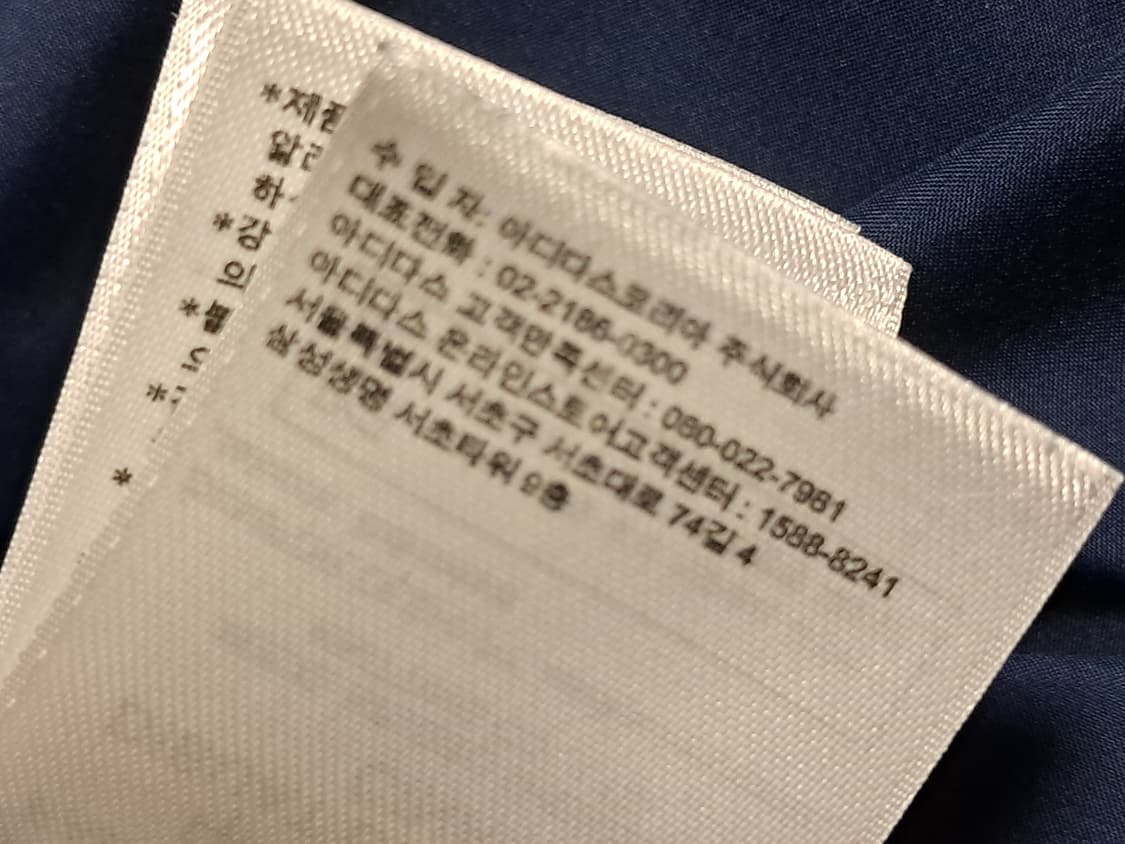 수 입 자: 아디다스코리아 주식회사
대표전화 : 02-2186-0300
아디다스 고객만족센터 : 080-022-7981
아디다스 온라인스토어고객센터 : 1588-8241
서울특별시 서초구 서초대로 74길 4
삼성생명 서초타워 9층